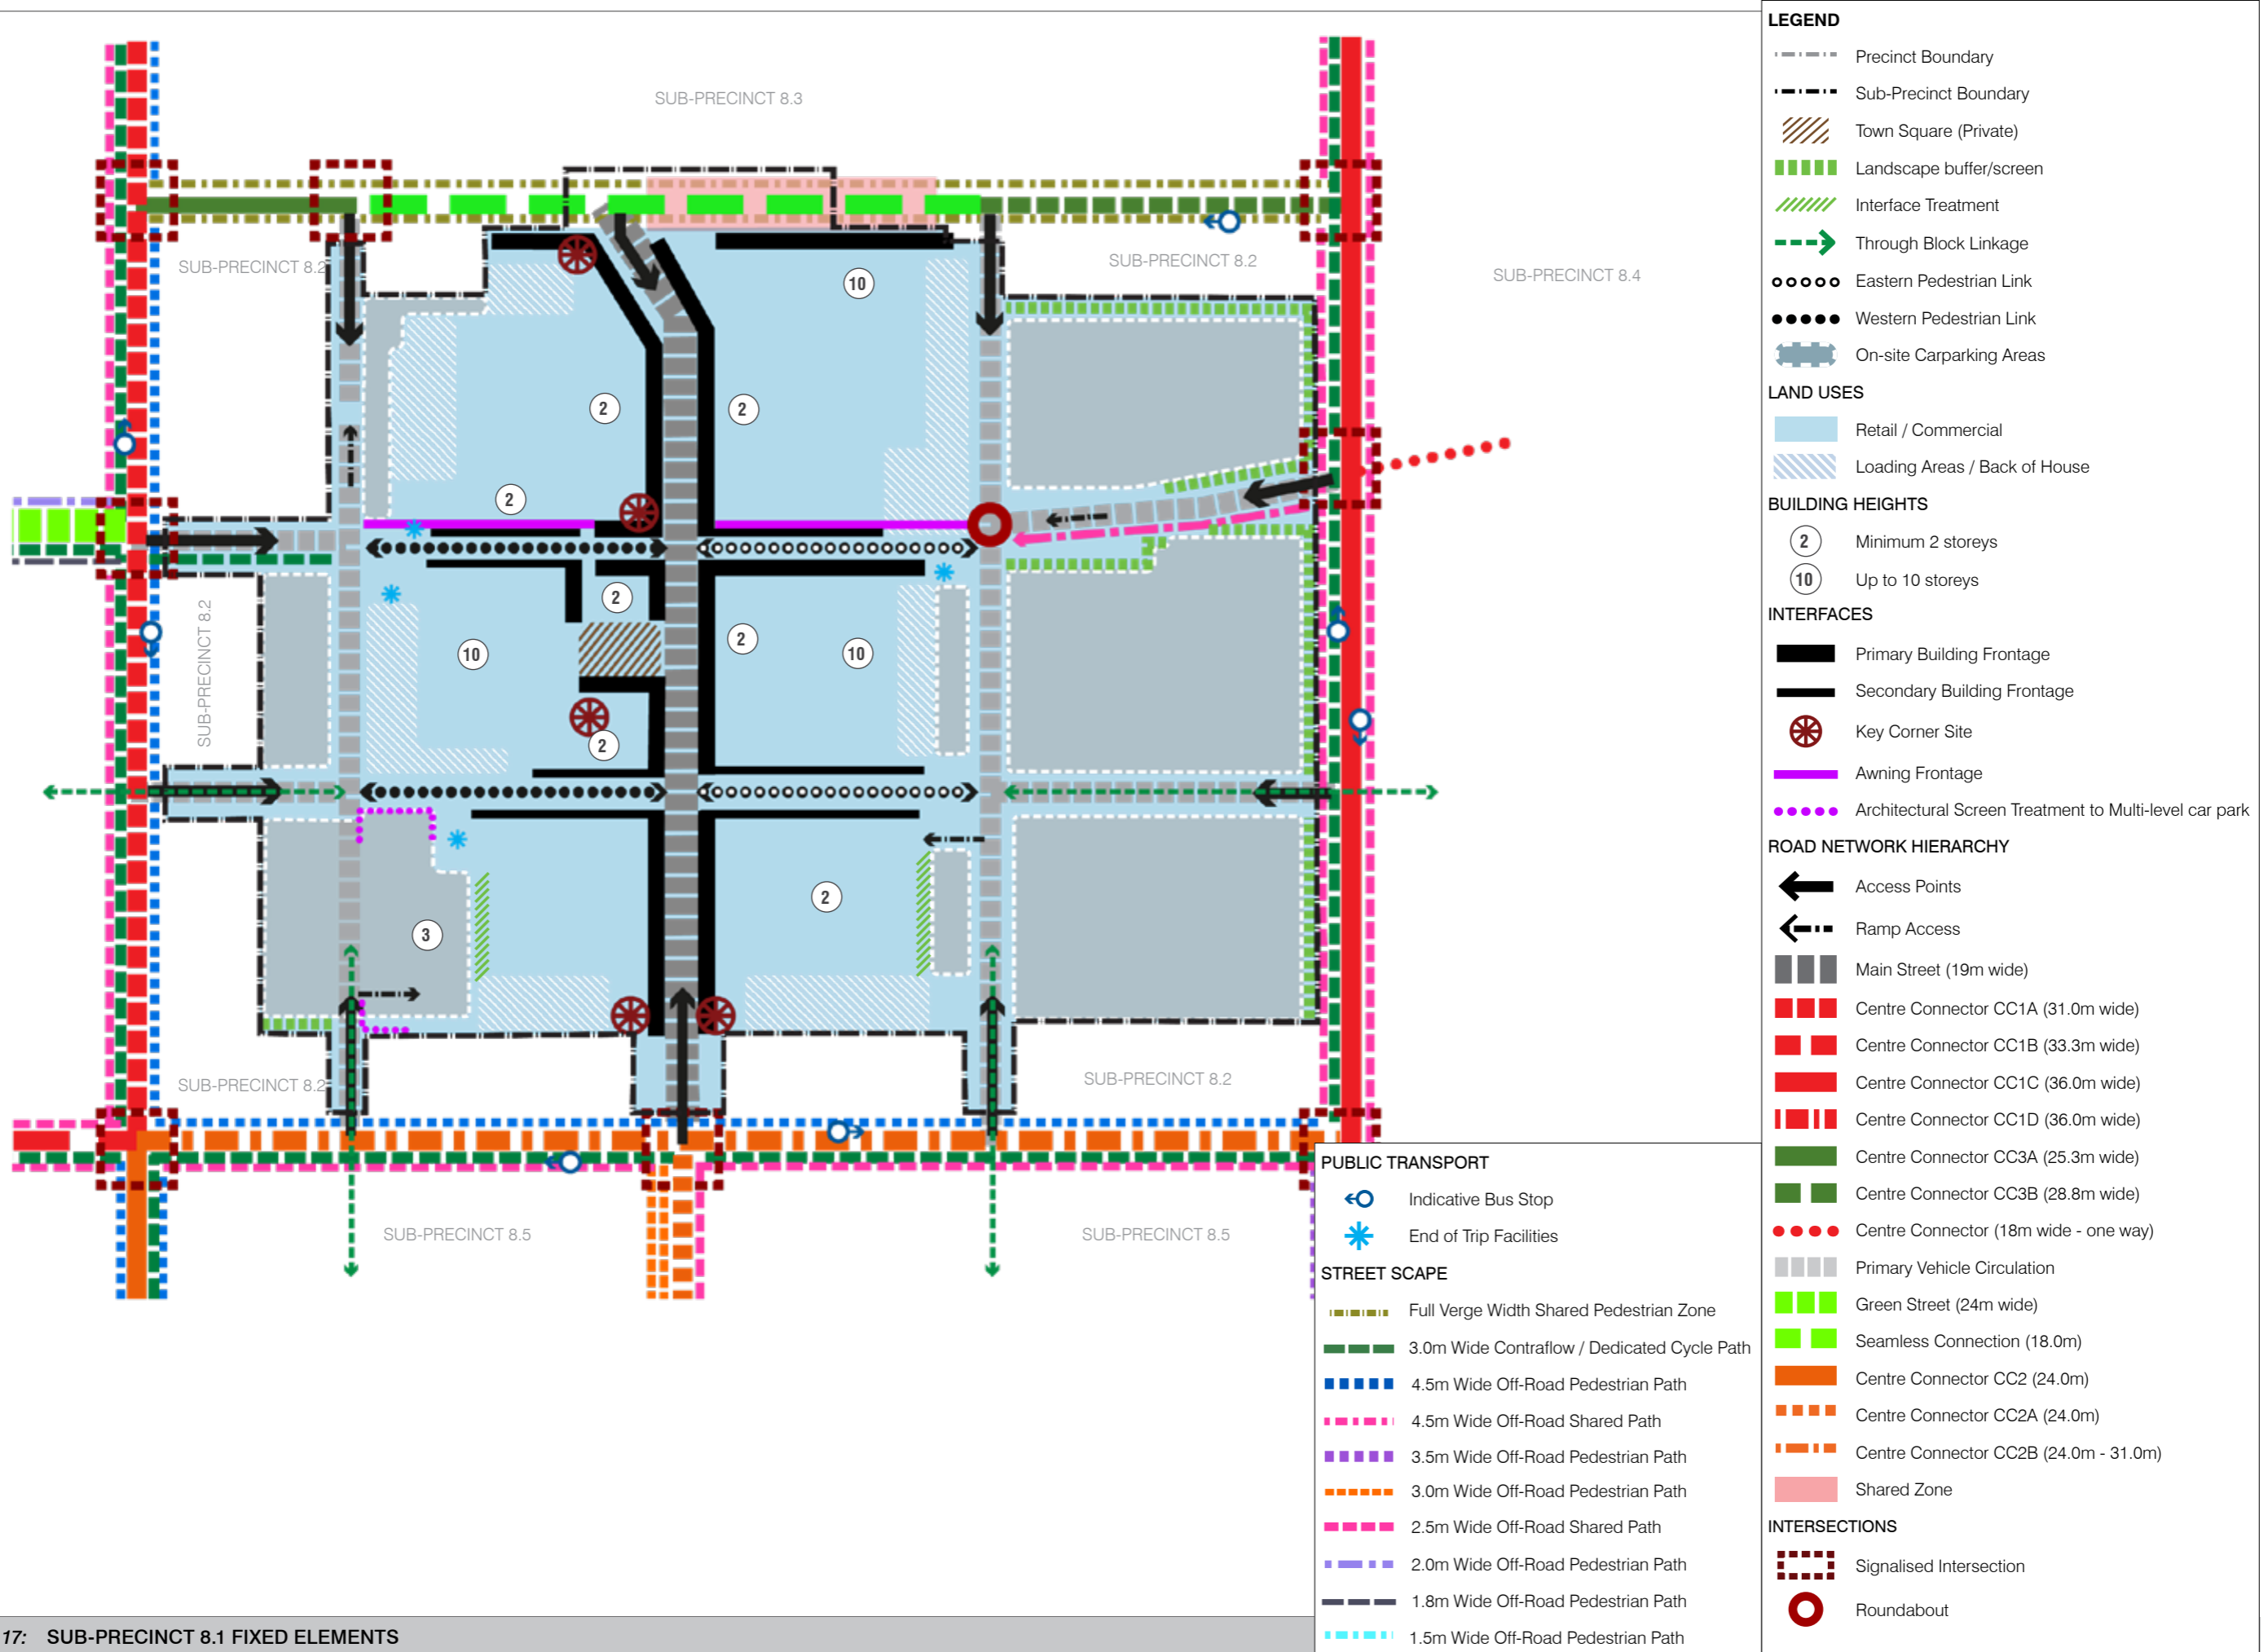 SUB-PRECINCT 8.3
SUB-PRECINCT 8.2
SUB-PRECINCT 8.2
SUB-PRECINCT 8.4
10
2
2
2
2
SUB-PRECINCT 8.2
10
2
10
2
2
3
SUB-PRECINCT 8.2
SUB-PRECINCT 8.2
SUB-PRECINCT 8.5
SUB-PRECINCT 8.5
17: SUB-PRECINCT 8.1 FIXED ELEMENTS
PUBLIC TRANSPORT
Indicative Bus Stop
End of Trip Facilities
STREET SCAPE
Full Verge Width Shared Pedestrian Zone
3.0m Wide Contraflow / Dedicated Cycle Path
4.5m Wide Off-Road Pedestrian Path
4.5m Wide Off-Road Shared Path
3.5m Wide Off-Road Pedestrian Path
3.0m Wide Off-Road Pedestrian Path
2.5m Wide Off-Road Shared Path
2.0m Wide Off-Road Pedestrian Path
1.8m Wide Off-Road Pedestrian Path
1.5m Wide Off-Road Pedestrian Path
LEGEND
Precinct Boundary
Sub-Precinct Boundary
Town Square (Private)
Landscape buffer/screen
Interface Treatment
Through Block Linkage
Eastern Pedestrian Link
Western Pedestrian Link
On-site Carparking Areas
LAND USES
Retail / Commercial
Loading Areas / Back of House
BUILDING HEIGHTS
2 Minimum 2 storeys
10 Up to 10 storeys
INTERFACES
Primary Building Frontage
Secondary Building Frontage
Key Corner Site
Awning Frontage
Architectural Screen Treatment to Multi-level car park
ROAD NETWORK HIERARCHY
Access Points
Ramp Access
Main Street (19m wide)
Centre Connector CC1A (31.0m wide)
Centre Connector CC1B (33.3m wide)
Centre Connector CC1C (36.0m wide)
Centre Connector CC1D (36.0m wide)
Centre Connector CC3A (25.3m wide)
Centre Connector CC3B (28.8m wide)
Centre Connector (18m wide - one way)
Primary Vehicle Circulation
Green Street (24m wide)
Seamless Connection (18.0m)
Centre Connector CC2 (24.0m)
Centre Connector CC2A (24.0m)
Centre Connector CC2B (24.0m - 31.0m)
Shared Zone
INTERSECTIONS
Signalised Intersection
Roundabout